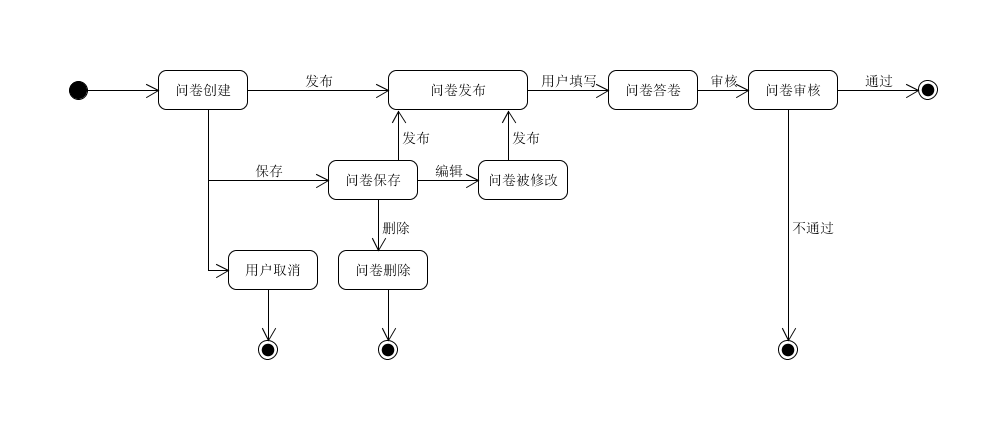 问卷创建
发布
问卷发布
用户填写
问卷答卷
审核
问卷审核
通过
发布
发布
保存
问卷保存
编辑
问卷被修改
删除
不通过
用户取消
问卷删除